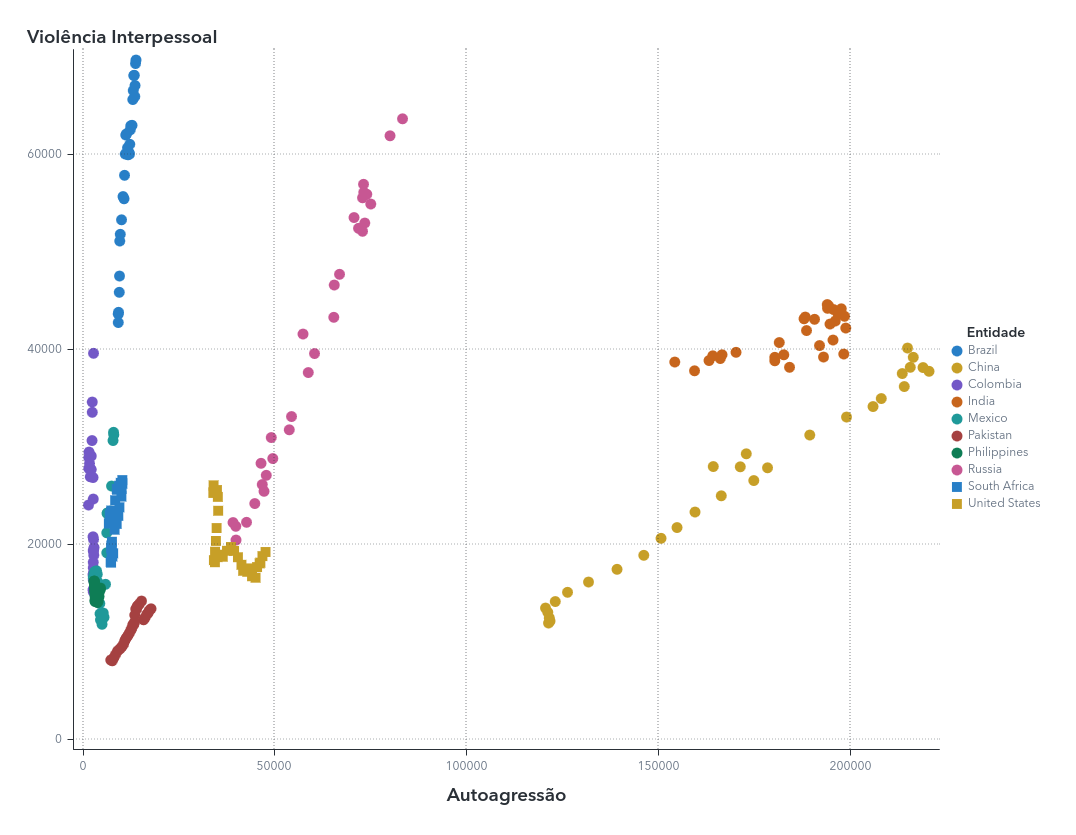 Violência Interpessoal
60000
40000
20000
0
0
50000
100000
150000
200000
Autoagressão
Entidade
Brazil
China
Colombia
India
Mexico
Pakistan
Philippines
Russia
South Africa
United States